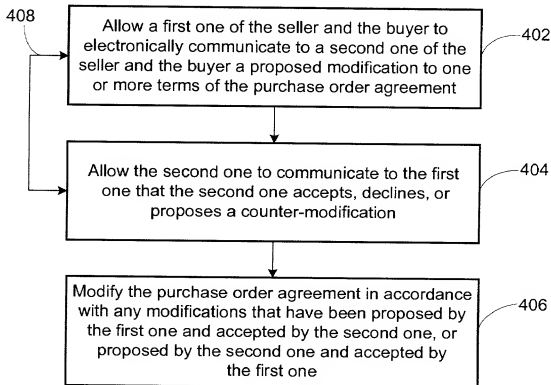 408
Allow a first one of the seller and the buyer to
electronically communicate to a second one of the
seller and the buyer a proposed modification to one
or more terms of the purchase order agreement
402
Allow the second one to communicate to the first
one that the second one accepts, declines, or
proposes a counter-modification
404
Modify the purchase order agreement in accordance
with any modifications that have been proposed by
the first one and accepted by the second one, or
proposed by the second one and accepted by
the first one
406